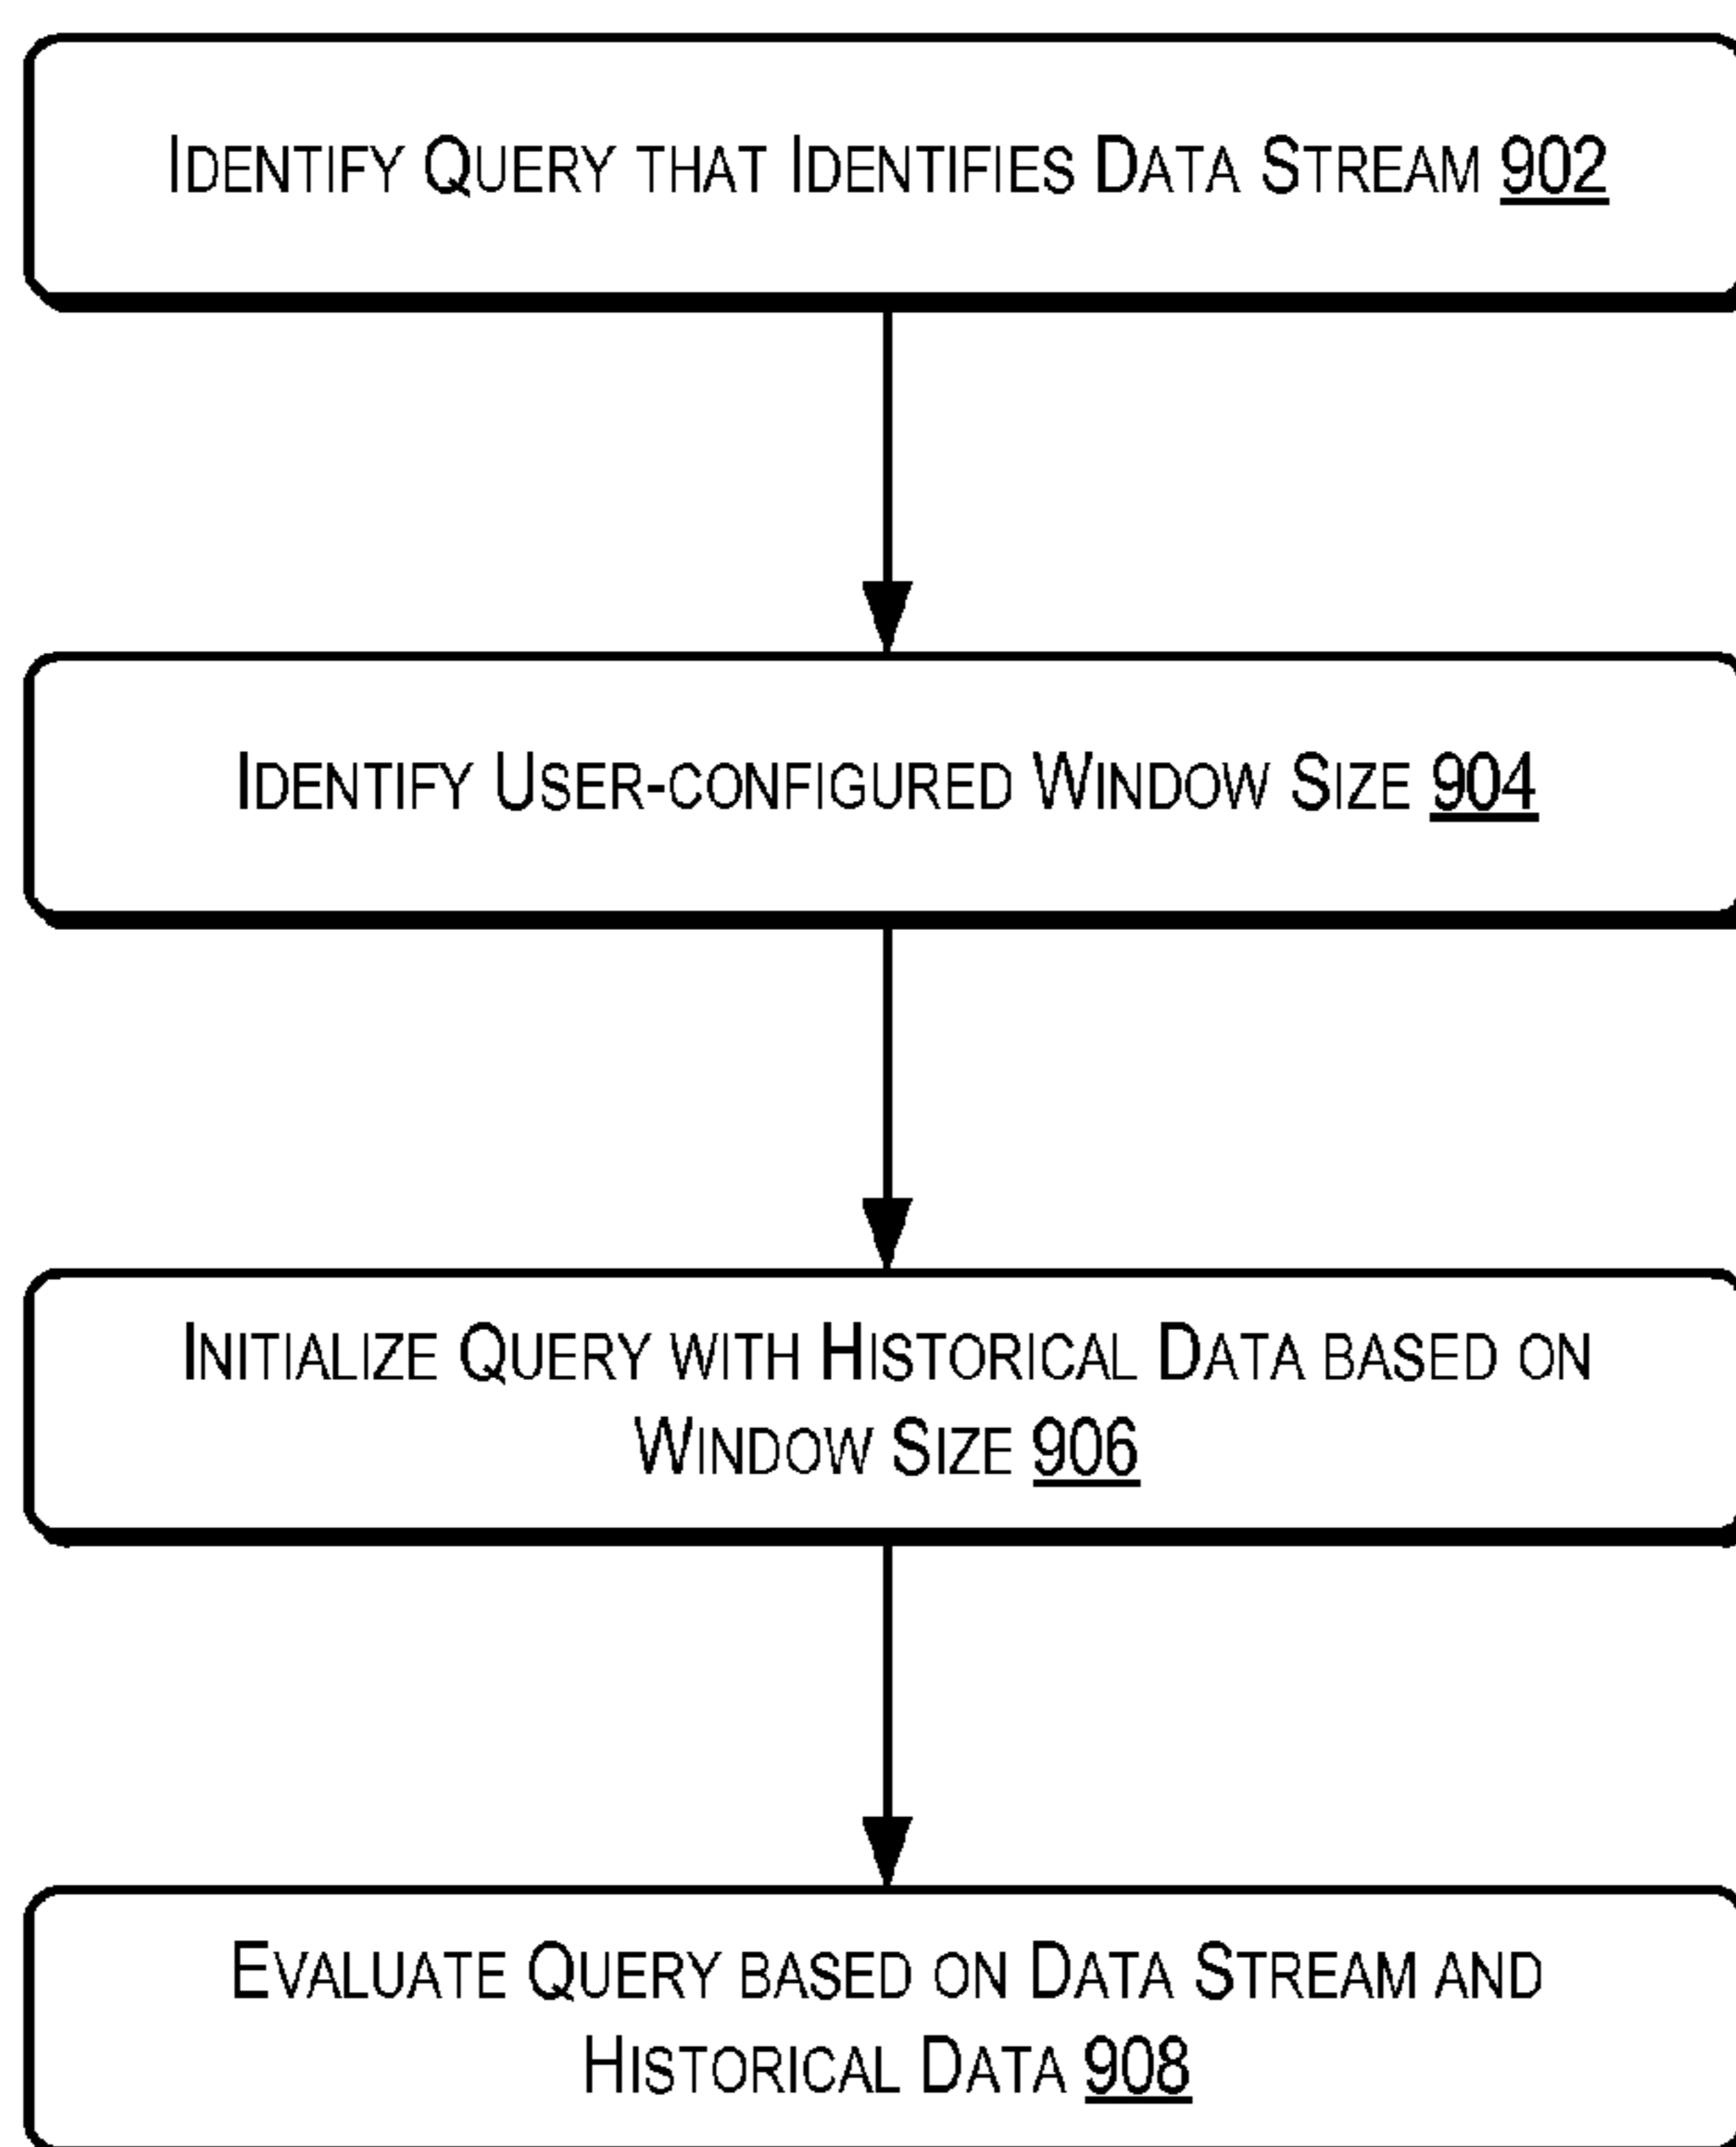 IDENTIFY QUERY THAT IDENTIFIES DATA STREAM 902
IDENTIFY USER-CONFIGURED WINDOW SIZE 904
INITIALIZE QUERY WITH HISTORICAL DATA BASED ON
WINDOW SIZE 906
EVALUATE QUERY BASED ON DATA STREAM AND
HISTORICAL DATA 908